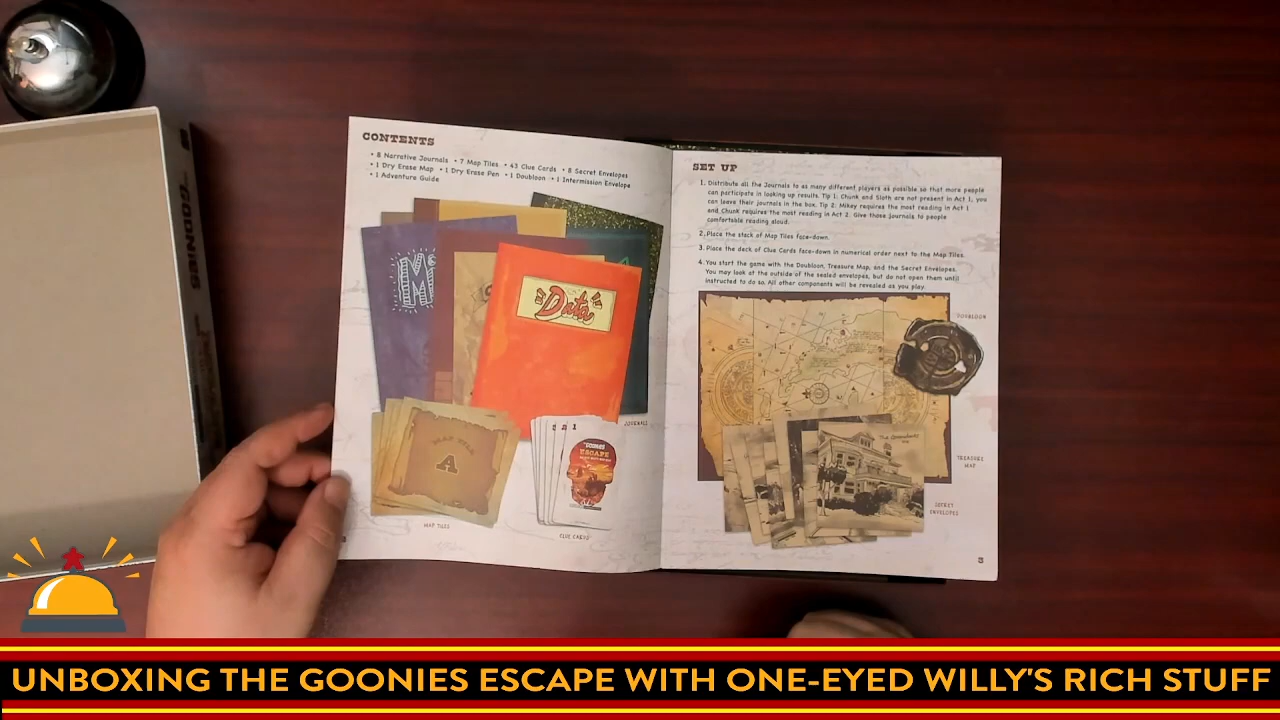 CONTENTS
• 8 Narrative Journals • 7 Map Tiles • 43 Clue Cards • 8 Secret Envelopes
• 1 Dry Erase Map • 1 Dry Erase Pen • 1 Doubloon • 1 Intermission Envelope
• 1 Adventure Guide
Data
JOURNALS
MAP TILE
A
MAP TILES
1
GOONIES
ESCAPE
CLUE CARDS
SET UP
1. Distribute all the Journals to as many different players as possible so that more people
can participate in looking up results. Tip 1: Chunk and Sloth are not present in Act 1, you
can leave their journals in the box. Tip 2: Mikey requires the most reading in Act 1
and Chunk requires the most reading in Act 2. Give those journals to people
comfortable reading aloud.
2. Place the stack of Map Tiles face-down.
3. Place the deck of Clue Cards face-down in numerical order next to the Map Tiles.
4. You start the game with the Doubloon, Treasure Map, and the Secret Envelopes.
You may look at the outside of the sealed envelopes, but do not open them until
instructed to do so. All other components will be revealed as you play.
DOUBLOON
TREASURE
MAP
SECRET
ENVELOPES
3
GOONIES
UNBOXING THE GOONIES ESCAPE WITH ONE-EYED WILLY'S RICH STUFF